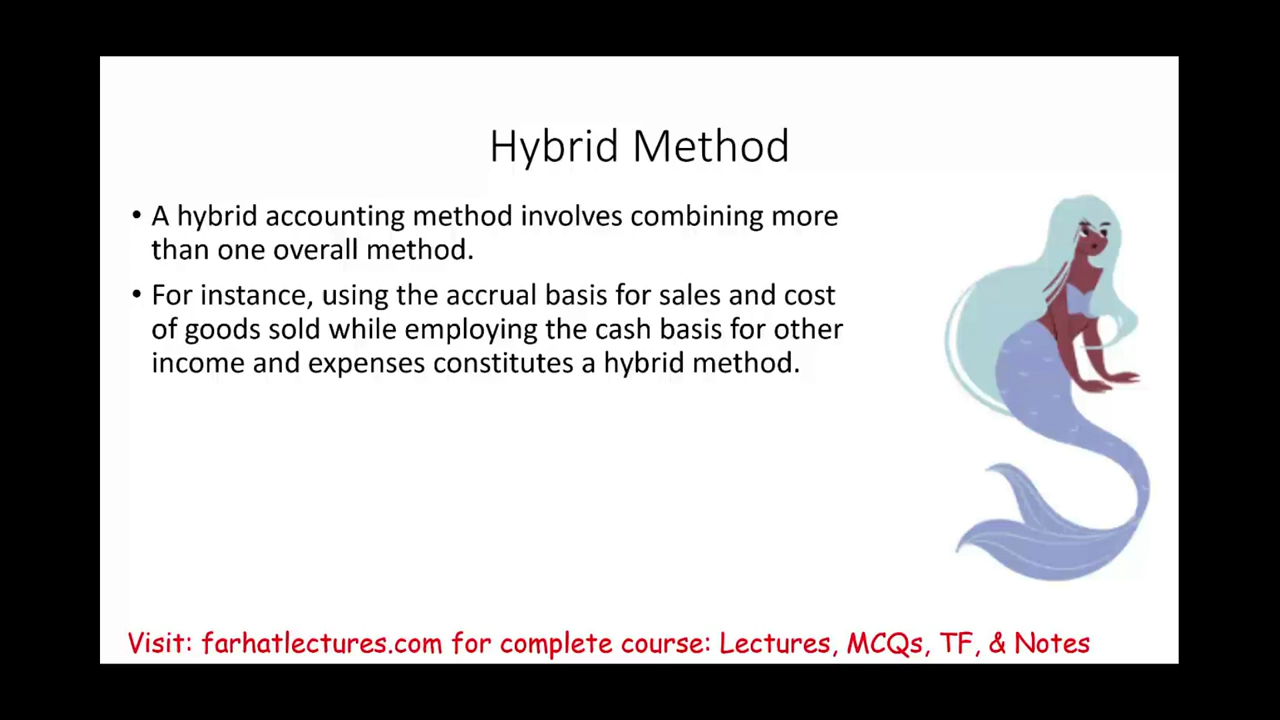 Hybrid Method
• A hybrid accounting method involves combining more
than one overall method.
• For instance, using the accrual basis for sales and cost
of goods sold while employing the cash basis for other
income and expenses constitutes a hybrid method.
Visit: farhatlectures.com for complete course: Lectures, MCQs, TF, & Notes